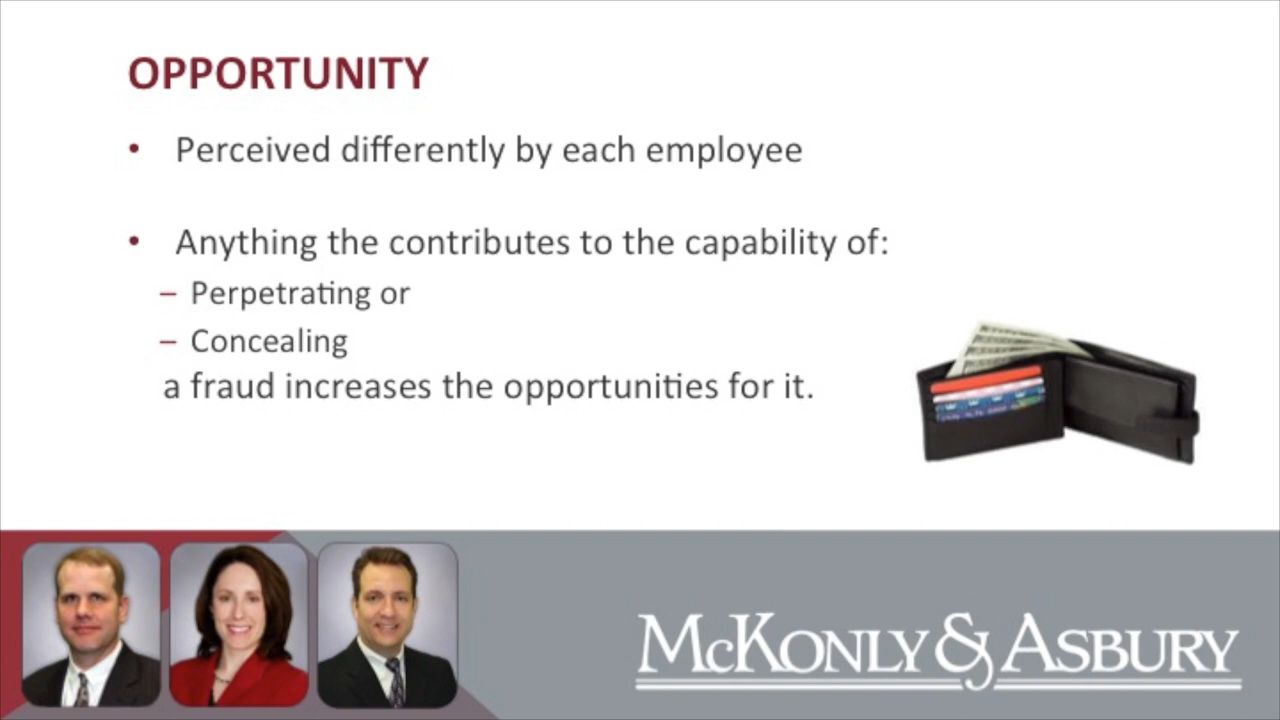 OPPORTUNITY
• Perceived differently by each employee
• Anything the contributes to the capability of:
– Perpetrating or
– Concealing
a fraud increases the opportunities for it.
McKonly & Asbury